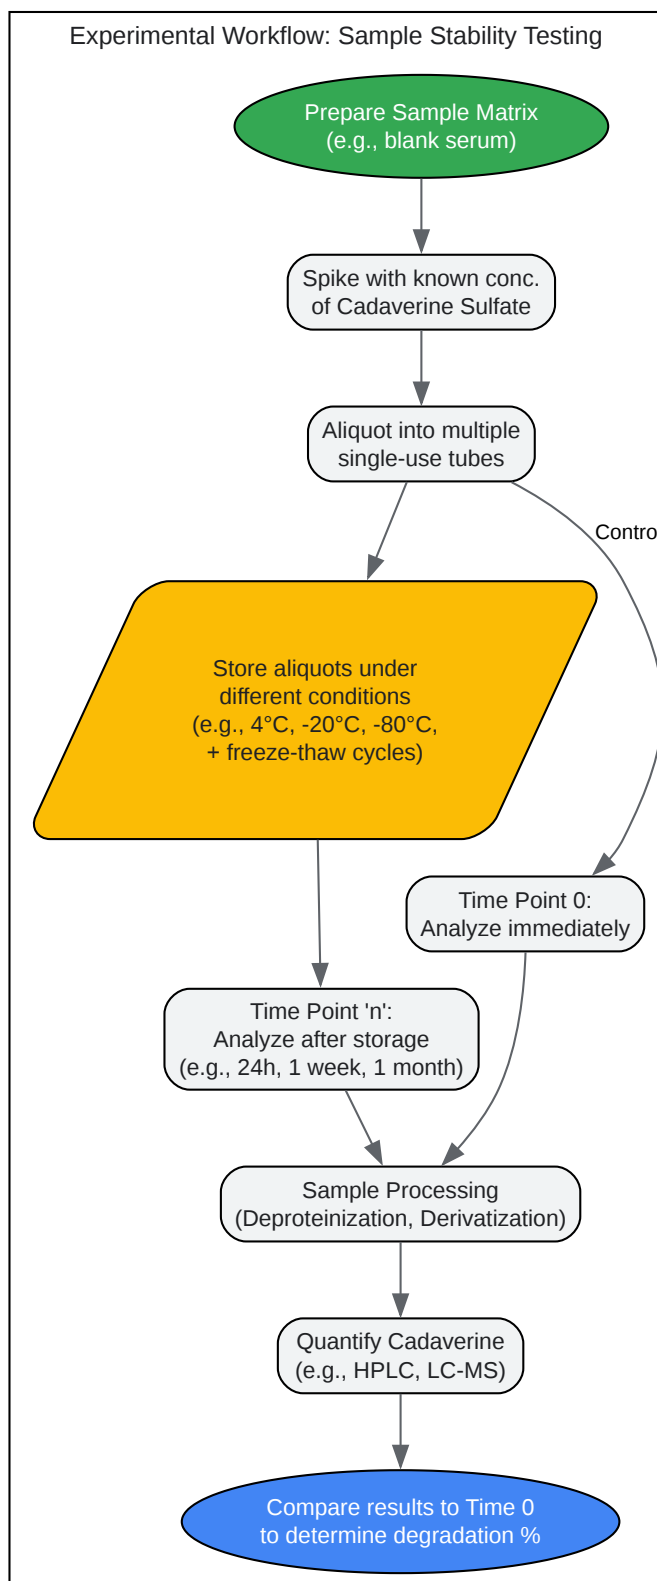 Experimental Workflow: Sample Stability Testing
Prepare Sample Matrix
(e.g., blank serum)
Spike with known conc.
of Cadaverine Sulfate
Aliquot into multiple
single-use tubes
Contro
Store aliquots under
different conditions
(e.g., 4°C, -20°C, -80°C,
+ freeze-thaw cycles)
Time Point 0:
Analyze immediately
Time Point 'n':
Analyze after storage
(e.g., 24h, 1 week, 1 month)
Sample Processing
(Deproteinization, Derivatization)
Quantify Cadaverine
(e.g., HPLC, LC-MS)
Compare results to Time 0
to determine degradation %